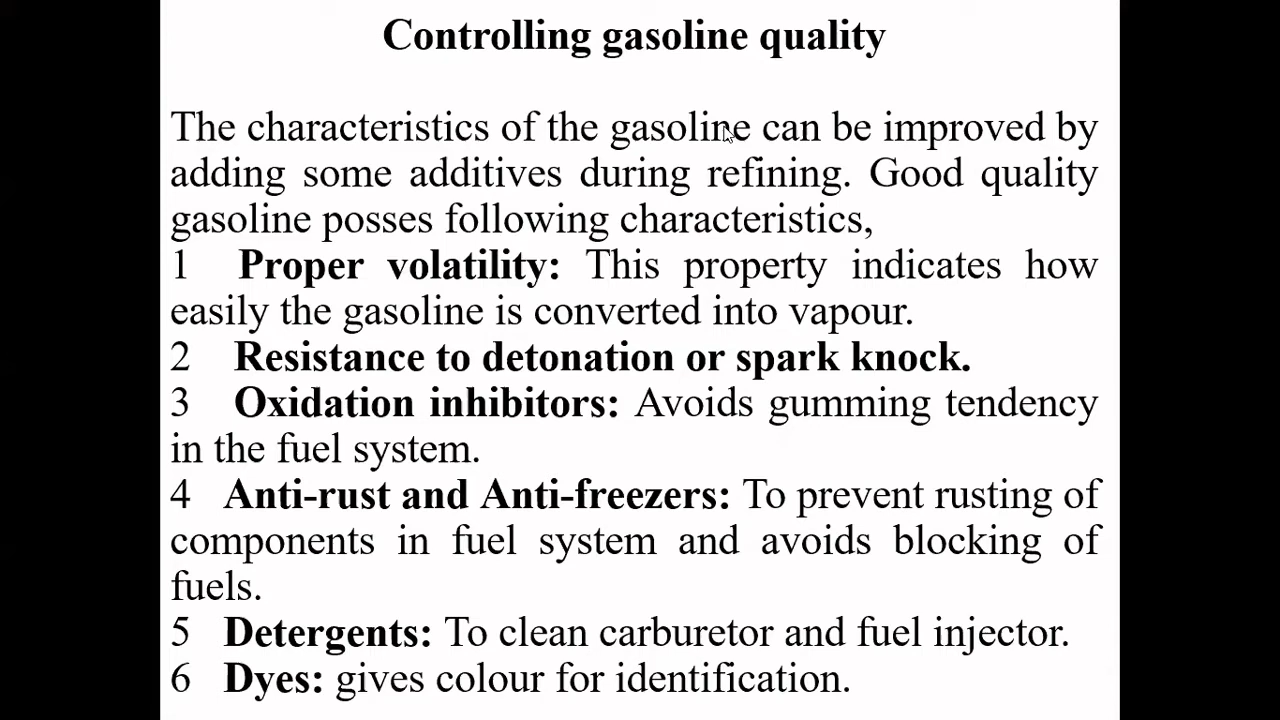 Controlling gasoline quality
The characteristics of the gasoline can be improved by
adding some additives during refining. Good quality
gasoline posses following characteristics,
1 Proper volatility: This property indicates how
easily the gasoline is converted into vapour.
2 Resistance to detonation or spark knock.
3 Oxidation inhibitors: Avoids gumming tendency
in the fuel system.
4 Anti-rust and Anti-freezers: To prevent rusting of
components in fuel system and avoids blocking of
fuels.
5 Detergents: To clean carburetor and fuel injector.
6 Dyes: gives colour for identification.